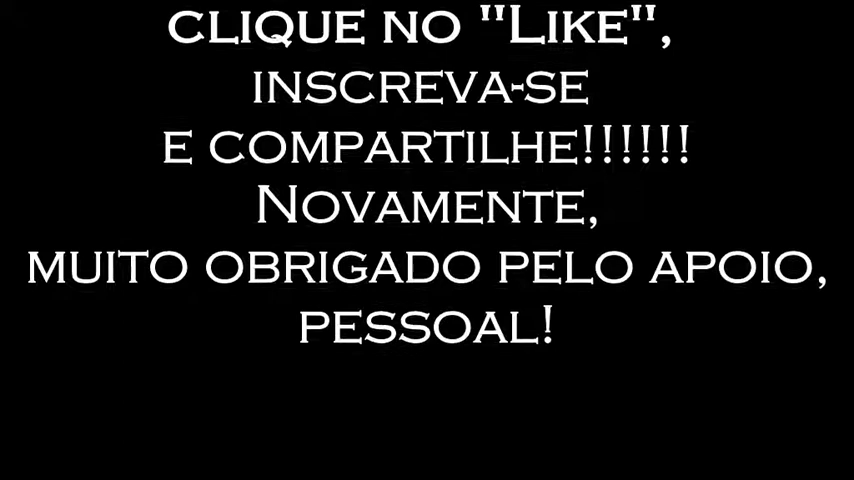 clique no "Like",
inscreva-se
e compartilhe!!!!!!
Novamente,
muito obrigado pelo apoio,
pessoal!